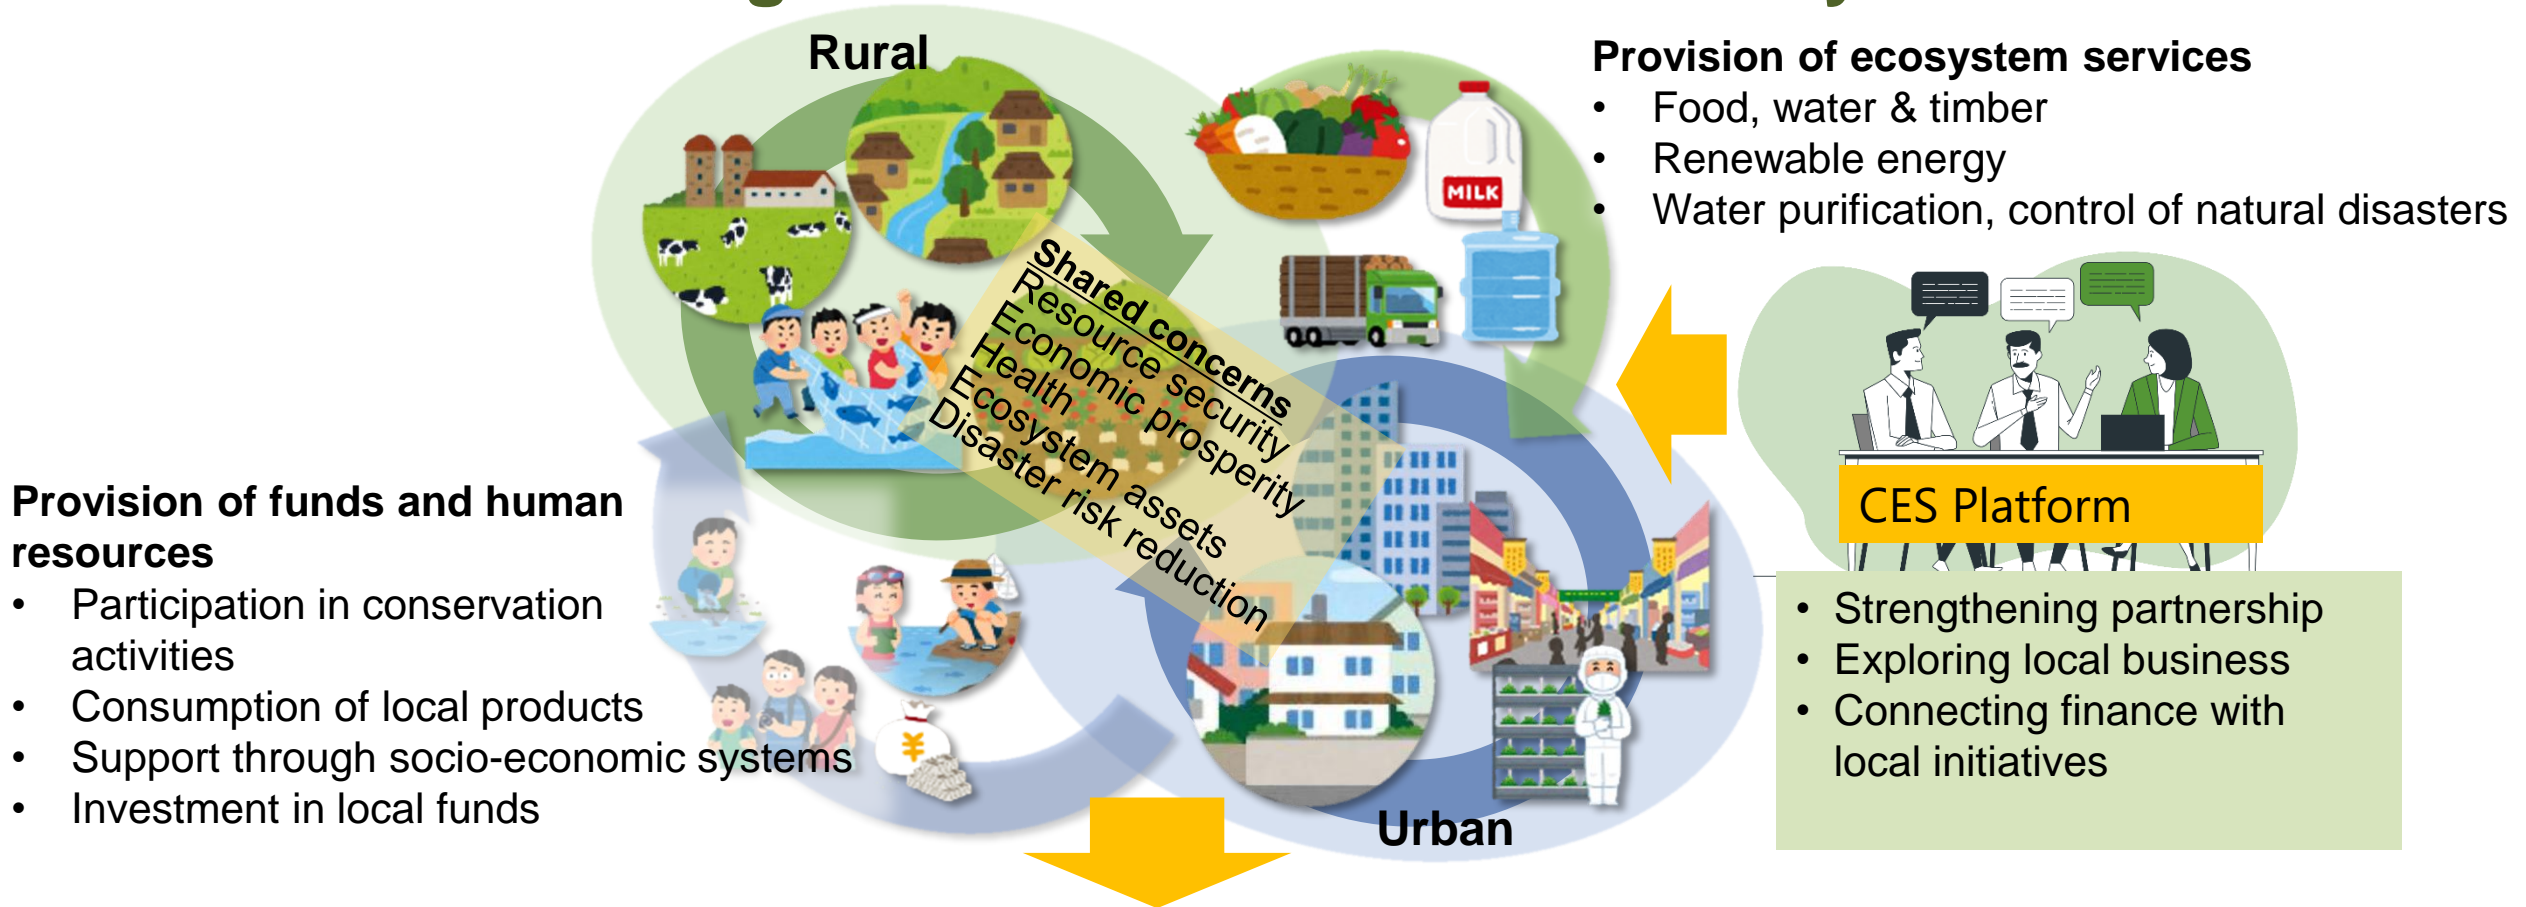 Rural
Provision of ecosystem services
• Food, water & timber
• Renewable energy
• Water purification, control of natural disasters
MILK
Shared concerns
Resource security
Economic prosperity
Health
Ecosystem assets
Disaster risk reduction
CES Platform
• Strengthening partnership
• Exploring local business
• Connecting finance with
local initiatives
Provision of funds and human
resources
• Participation in conservation
activities
• Consumption of local products
• Support through socio-economic systems
• Investment in local funds
¥
Urban